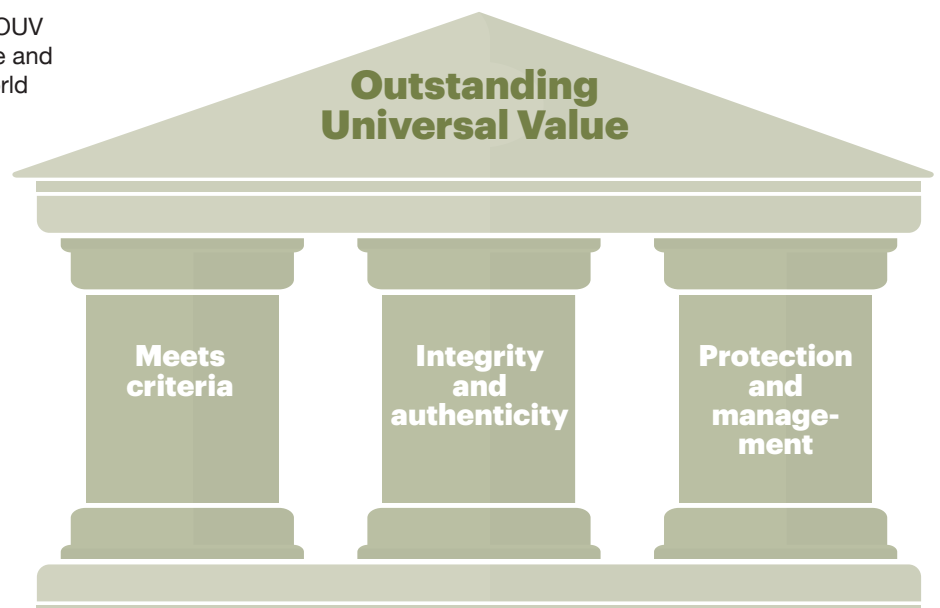 OUV
e and
rld
Outstanding
Universal Value
Meets
criteria
Integrity
and
authenticity
Protection
and
manage-
ment